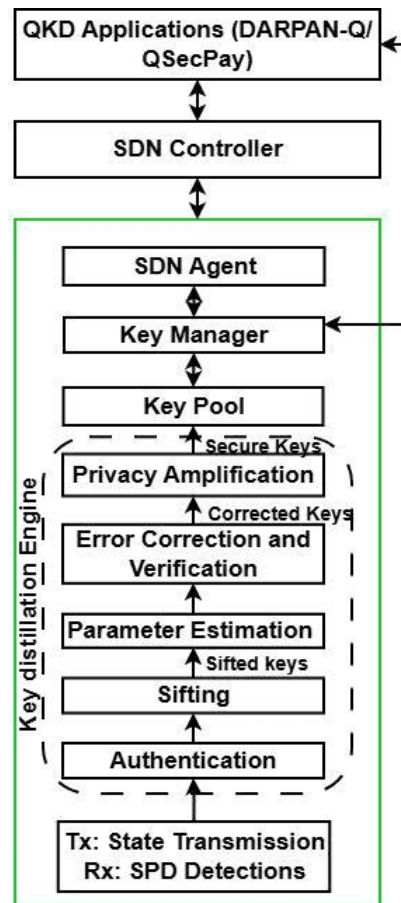 QKD Applications (DARPAN-Q/
QSecPay)
SDN Controller
SDN Agent
Key Manager
Key Pool
Secure Keys
Privacy Amplification
Corrected Keys
Error Correction and
Verification
Parameter Estimation
Sifted keys
Sifting
Authentication
Key distillation Engine
Tx: State Transmission
Rx: SPD Detections